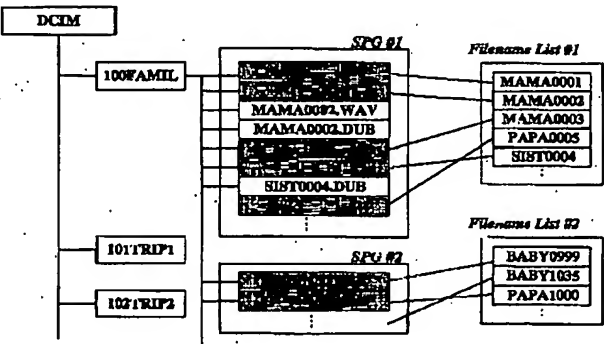 DCIM
100FAMIL
101TRIP1
102TRIP2
SPG #1
MAMA0002.WAV
MAMA0002.DUB
SIST0004.DUB
SPG #2
Filename List #1
MAMA0001
MAMA0002
MAMA0003
PAPA0005
SIST0004
Filename List #2
BABY0999
BABY1035
PAPA1000